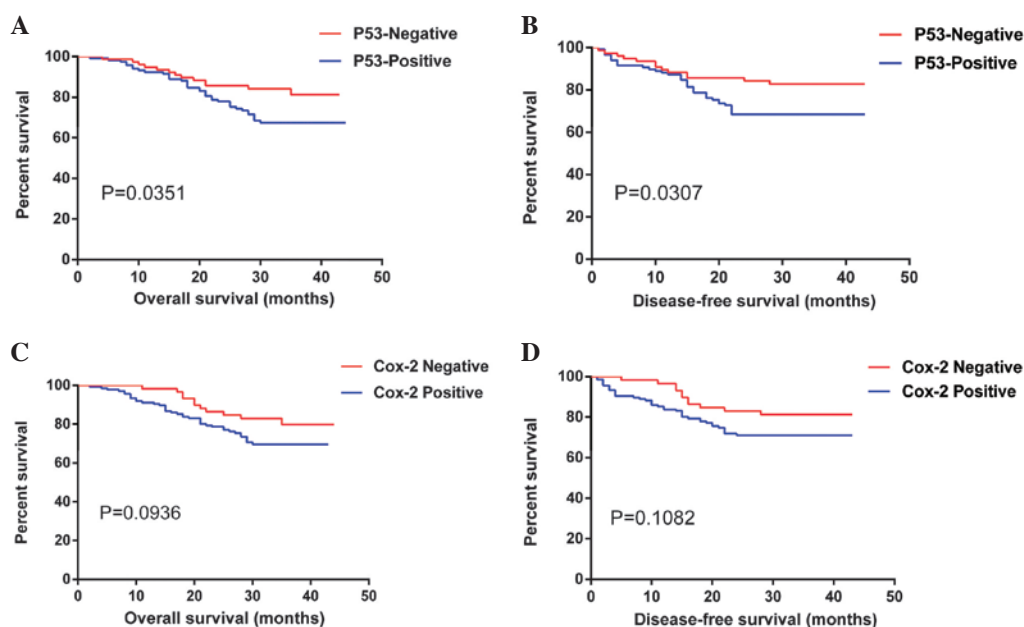 A
P53-Negative
P53-Positive
Percent survival
100
80
60
40
20
0
P=0.0351
0 10 20 30 40 50
Overall survival (months)
B
P53-Negative
P53-Positive
Percent survival
100
80
60
40
20
0
P=0.0307
0 10 20 30 40 50
Disease-free survival (months)
C
Cox-2 Negative
Cox-2 Positive
Percent survival
100
80
60
40
20
0
P=0.0936
0 10 20 30 40 50
Overall survival (months)
D
Cox-2 Negative
Cox-2 Positive
Percent survival
100
80
60
40
20
0
P=0.1082
0 10 20 30 40 50
Disease-free survival (months)